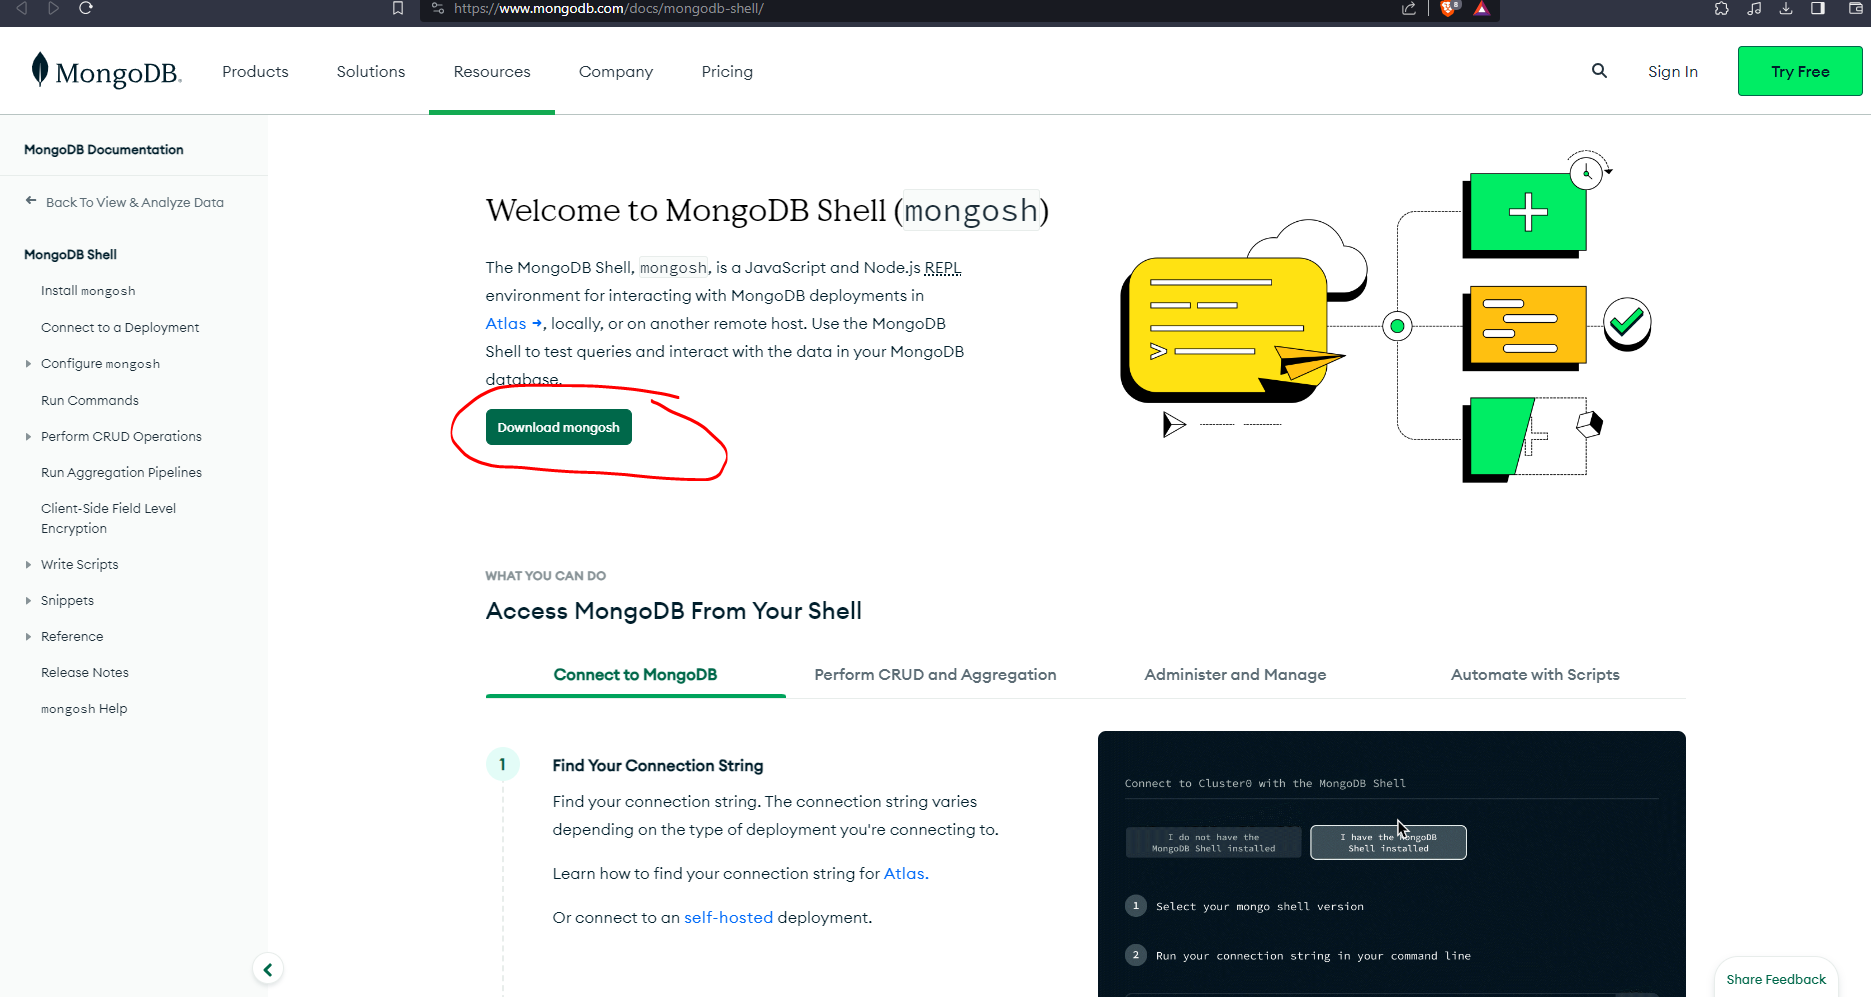 https://www.mongodb.com/docs/mongodb-shell/
8
MongoDB.
Products
Solutions
Resources
Company
Pricing
Sign In
Try Free
MongoDB Documentation
Back To View & Analyze Data
MongoDB Shell
Install mongosh
Connect to a Deployment
Configure mongosh
Run Commands
Perform CRUD Operations
Run Aggregation Pipelines
Client-Side Field Level
Encryption
Write Scripts
Snippets
Reference
Release Notes
mongosh Help
Welcome to MongoDB Shell (mongosh)
The MongoDB Shell, mongosh, is a JavaScript and Node.js REPL
environment for interacting with MongoDB deployments in
Atlas ➔, locally, or on another remote host. Use the MongoDB
Shell to test queries and interact with the data in your MongoDB
database.
Download mongosh
WHAT YOU CAN DO
Access MongoDB From Your Shell
Connect to MongoDB
Perform CRUD and Aggregation
Administer and Manage
Automate with Scripts
1
Find Your Connection String
Find your connection string. The connection string varies
depending on the type of deployment you're connecting to.
Learn how to find your connection string for Atlas.
Or connect to an self-hosted deployment.
Connect to Cluster0 with the MongoDB Shell
I do not have the
MongoDB Shell installed
I have the MongoDB
Shell installed
1 Select your mongo shell version
2 Run your connection string in your command line
Share Feedback